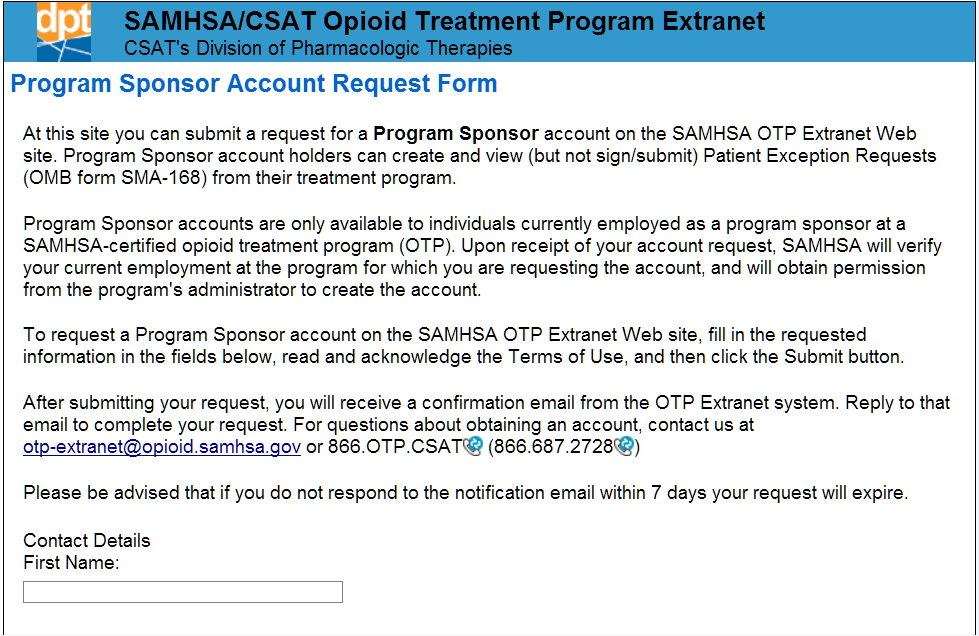 dpt
SAMHSA/CSAT Opioid Treatment Program Extranet
CSAT's Division of Pharmacologic Therapies
Program Sponsor Account Request Form
At this site you can submit a request for a Program Sponsor account on the SAMHSA OTP Extranet Web
site. Program Sponsor account holders can create and view (but not sign/submit) Patient Exception Requests
(OMB form SMA-168) from their treatment program.
Program Sponsor accounts are only available to individuals currently employed as a program sponsor at a
SAMHSA-certified opioid treatment program (OTP). Upon receipt of your account request, SAMHSA will verify
your current employment at the program for which you are requesting the account, and will obtain permission
from the program's administrator to create the account.
To request a Program Sponsor account on the SAMHSA OTP Extranet Web site, fill in the requested
information in the fields below, read and acknowledge the Terms of Use, and then click the Submit button.
After submitting your request, you will receive a confirmation email from the OTP Extranet system. Reply to that
email to complete your request. For questions about obtaining an account, contact us at
otp-extranet@opioid.samhsa.gov or 866.OTP.CSAT (866.687.2728)
Please be advised that if you do not respond to the notification email within 7 days your request will expire.
Contact Details
First Name: